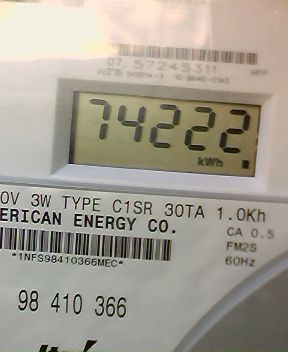 07. 57245311
74222
kWh
0V 3W TYPE C1SR 30TA 1.0Kh
ERICAN ENERGY CO.
CA 0.5
FM2S
*1NFS98410366MEC*
60Hz
98 410 366